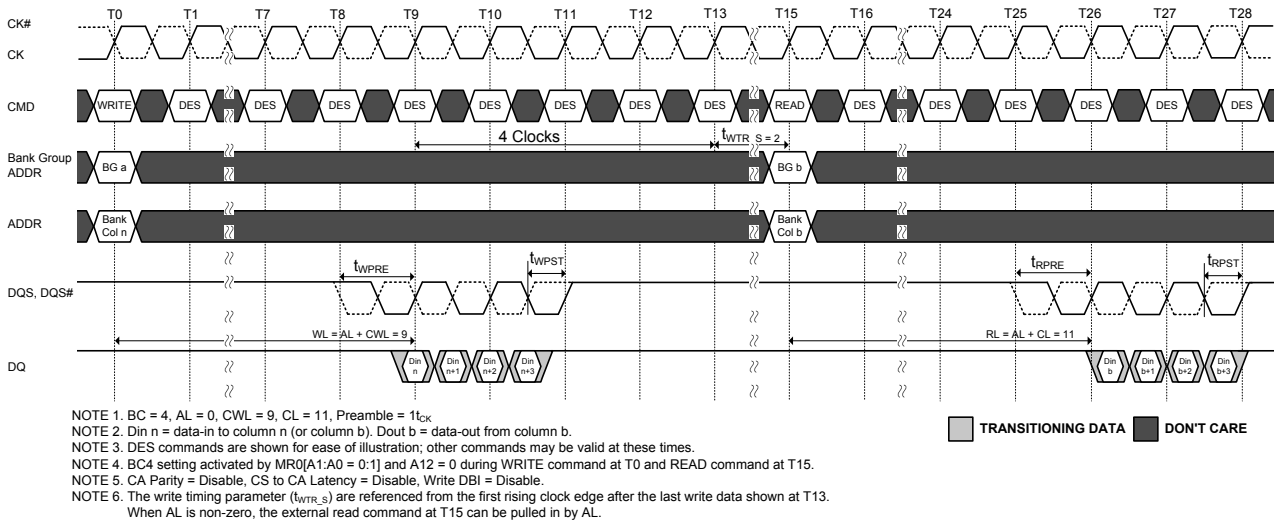 T0 T1 T7 T8 T9 T10 T11 T12 T13 T15 T16 T24 T25 T26 T27 T28
CK#
CK
CMD WRITE DES DES DES DES DES DES DES DES READ DES DES DES DES DES DES
4 Clocks tWTR_S = 2
Bank Group
ADDR
BG a BG b
ADDR
Bank
Col n
Bank
Col b
tWPRE tWPST tRPRE tRPST
DQS, DQS#
WL = AL + CWL = 9 RL = AL + CL = 11
DQ
Din
n
Din
n+1
Din
n+2
Din
n+3
Din
b
Din
b+1
Din
b+2
Din
b+3
NOTE 1. BC = 4, AL = 0, CWL = 9, CL = 11, Preamble = 1tCK
NOTE 2. Din n = data-in to column n (or column b). Dout b = data-out from column b.
NOTE 3. DES commands are shown for ease of illustration; other commands may be valid at these times.
NOTE 4. BC4 setting activated by MR0[A1:A0 = 0:1] and A12 = 0 during WRITE command at T0 and READ command at T15.
NOTE 5. CA Parity = Disable, CS to CA Latency = Disable, Write DBI = Disable.
NOTE 6. The write timing parameter (tWTR_S) are referenced from the first rising clock edge after the last write data shown at T13.
When AL is non-zero, the external read command at T15 can be pulled in by AL.
TRANSITIONING DATA DON'T CARE